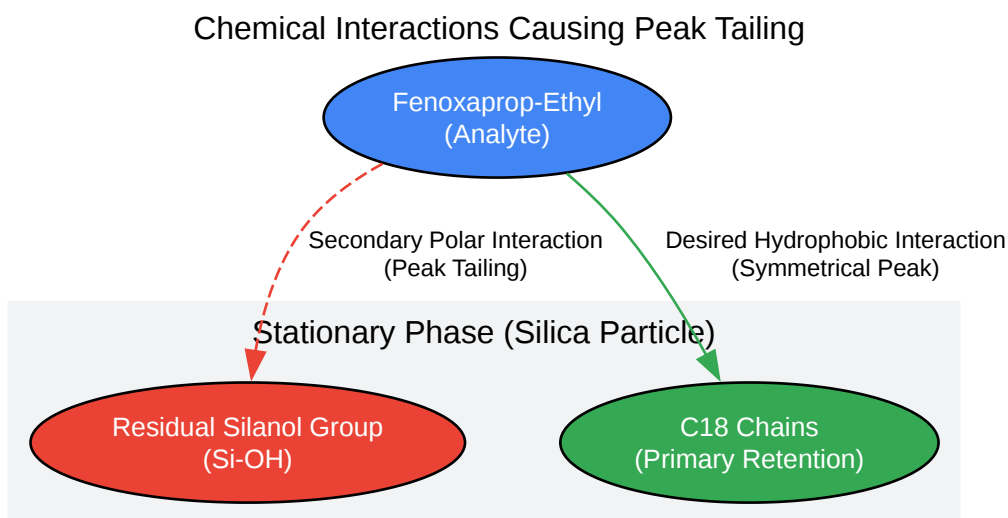 Chemical Interactions Causing Peak Tailing
Fenoxaprop-Ethyl
(Analyte)
Secondary Polar Interaction
(Peak Tailing)
Desired Hydrophobic Interaction
(Symmetrical Peak)
Stationary Phase (Silica Particle)
Residual Silanol Group
(Si-OH)
C18 Chains
(Primary Retention)